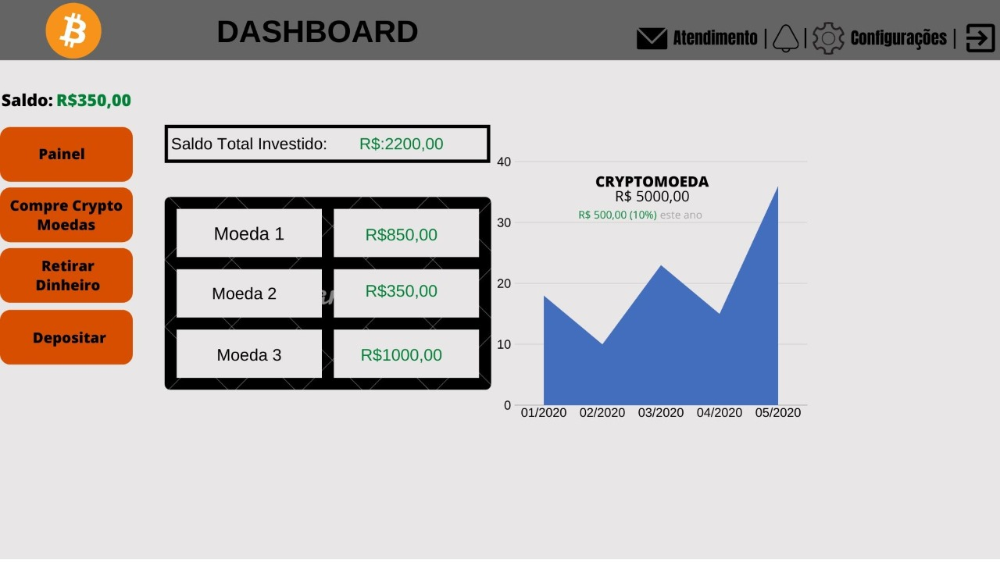 DASHBOARD
Atendimento | | Configurações |
Saldo: R$350,00
Painel
Compre Crypto
Moedas
Retirar
Dinheiro
Depositar
Saldo Total Investido: R$:2200,00
Moeda 1 R$850,00
Moeda 2 R$350,00
Moeda 3 R$1000,00
CRYPTOMOEDA
R$ 5000,00
R$ 500,00 (10%) este ano
40
30
20
10
0
01/2020 02/2020 03/2020 04/2020 05/2020